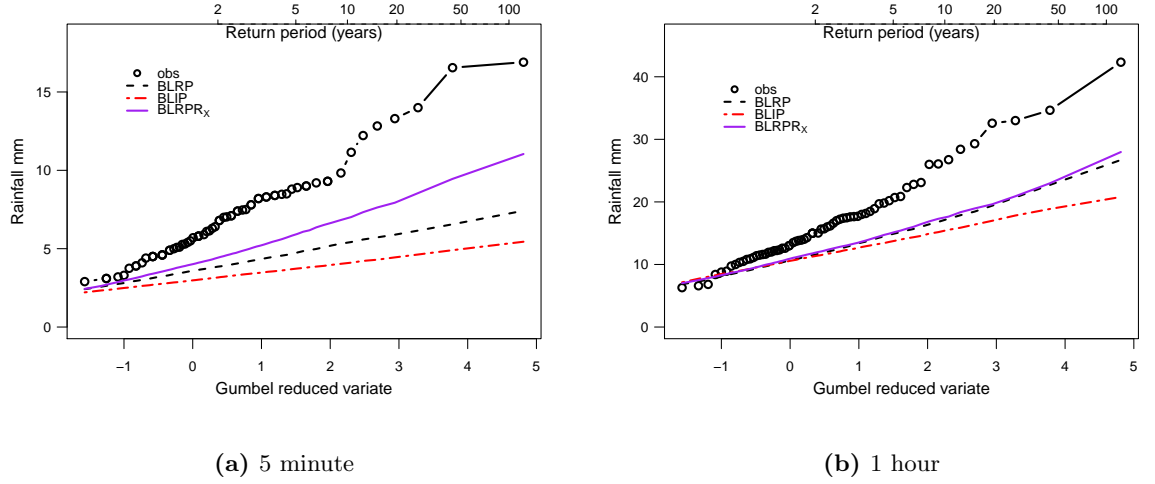 2 5 10 20 50 100
Return period (years)
obs
BLRP
BLIP
BLRPRX
15
10
5
0
Rainfall mm
−1 0 1 2 3 4 5
Gumbel reduced variate
(a) 5 minute
2 5 10 20 50 100
Return period (years)
obs
BLRP
BLIP
BLRPRX
40
30
20
10
0
Rainfall mm
−1 0 1 2 3 4 5
Gumbel reduced variate
(b) 1 hour